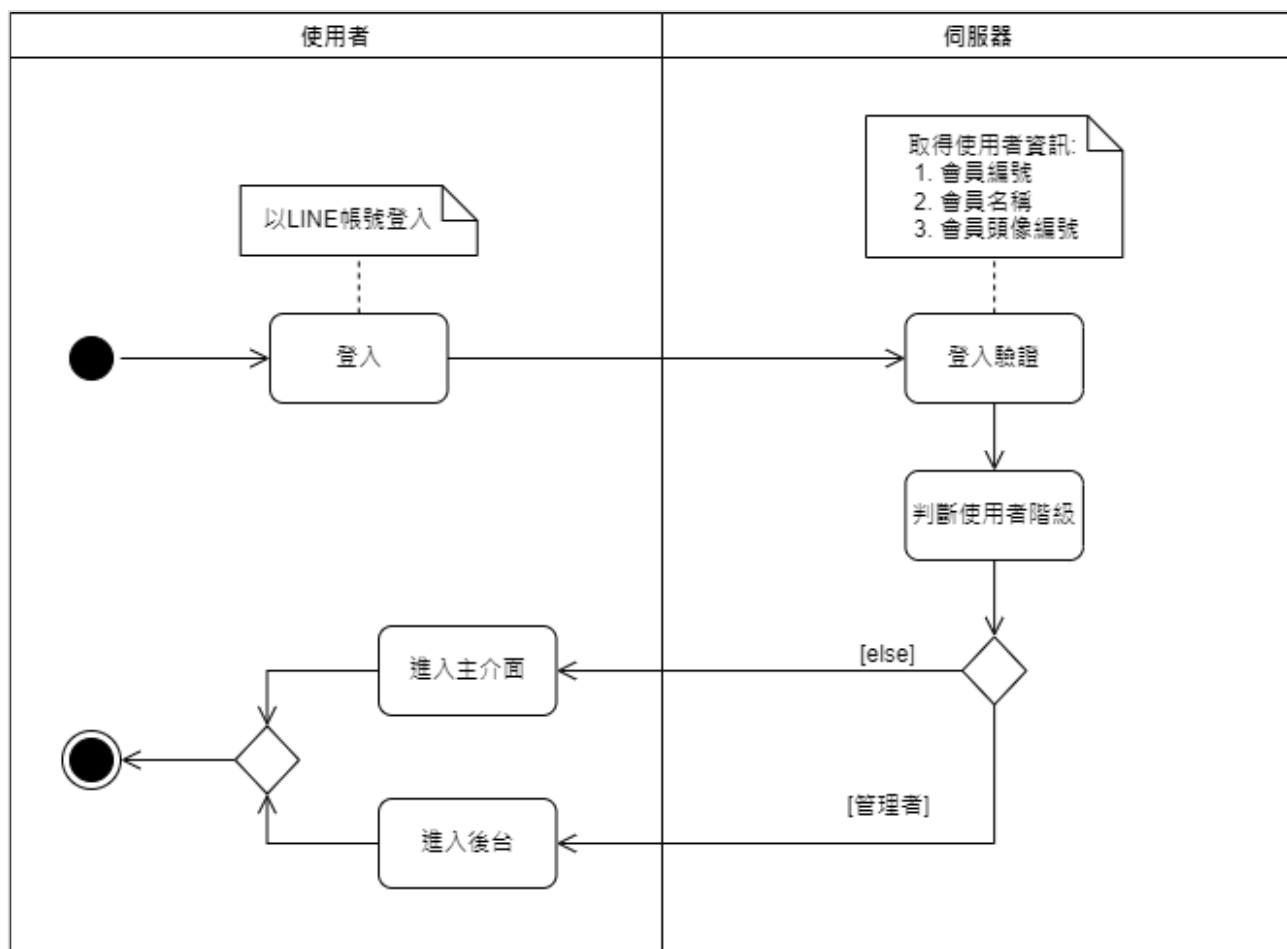 使用者
伺服器
取得使用者資訊:
1. 會員編號
2. 會員名稱
3. 會員頭像編號
以LINE帳號登入
登入
登入驗證
判斷使用者階級
[else]
進入主介面
[管理者]
進入後台